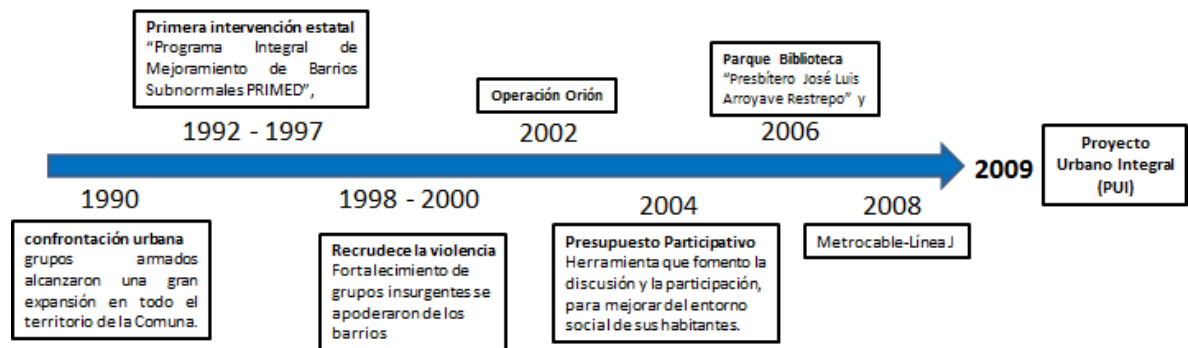 Primera intervención estatal
“Programa Integral de
Mejoramiento de Barrios
Subnormales PRIMED”,
1992 - 1997
Operación Orión
2002
Parque Biblioteca
“Presbítero José Luis
Arroyave Restrepo” y
2006
2009
Proyecto
Urbano Integral
(PUI)
1990
confrontación urbana
grupos armados
alcanzaron una gran
expansión en todo el
territorio de la Comuna.
1998 - 2000
Recrudece la violencia
Fortalecimiento de
grupos insurgentes se
apoderaron de los
barrios
2004
Presupuesto Participativo
Herramienta que fomento la
discusión y la participación,
para mejorar del entorno
social de sus habitantes.
2008
Metrocable-Línea J